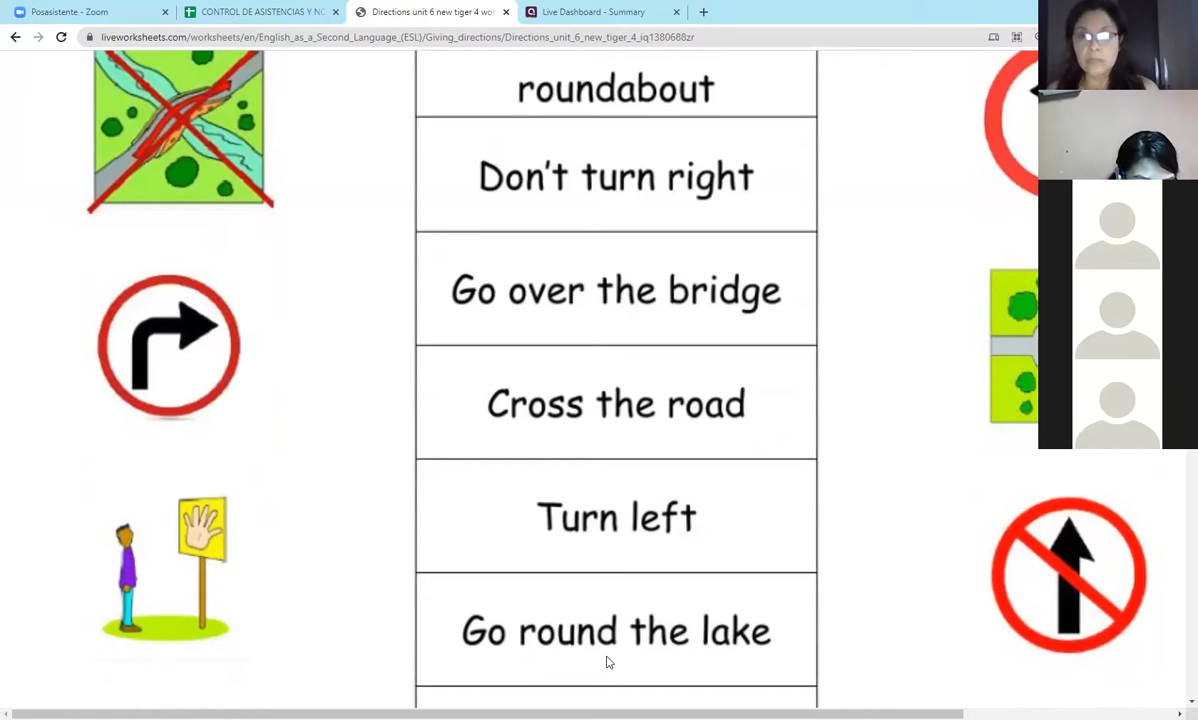 Posasistente - Zoom
CONTROL DE ASISTENCIAS Y NO
Directions unit 6 new tiger 4 wor
Live Dashboard - Summary
liveworksheets.com/worksheets/en/English_as_a_Second_Language_(ESL)/Giving_directions/Directions_unit_6_new_tiger_4_iq1380688zr
roundabout
Don't turn right
Go over the bridge
Cross the road
Turn left
Go round the lake